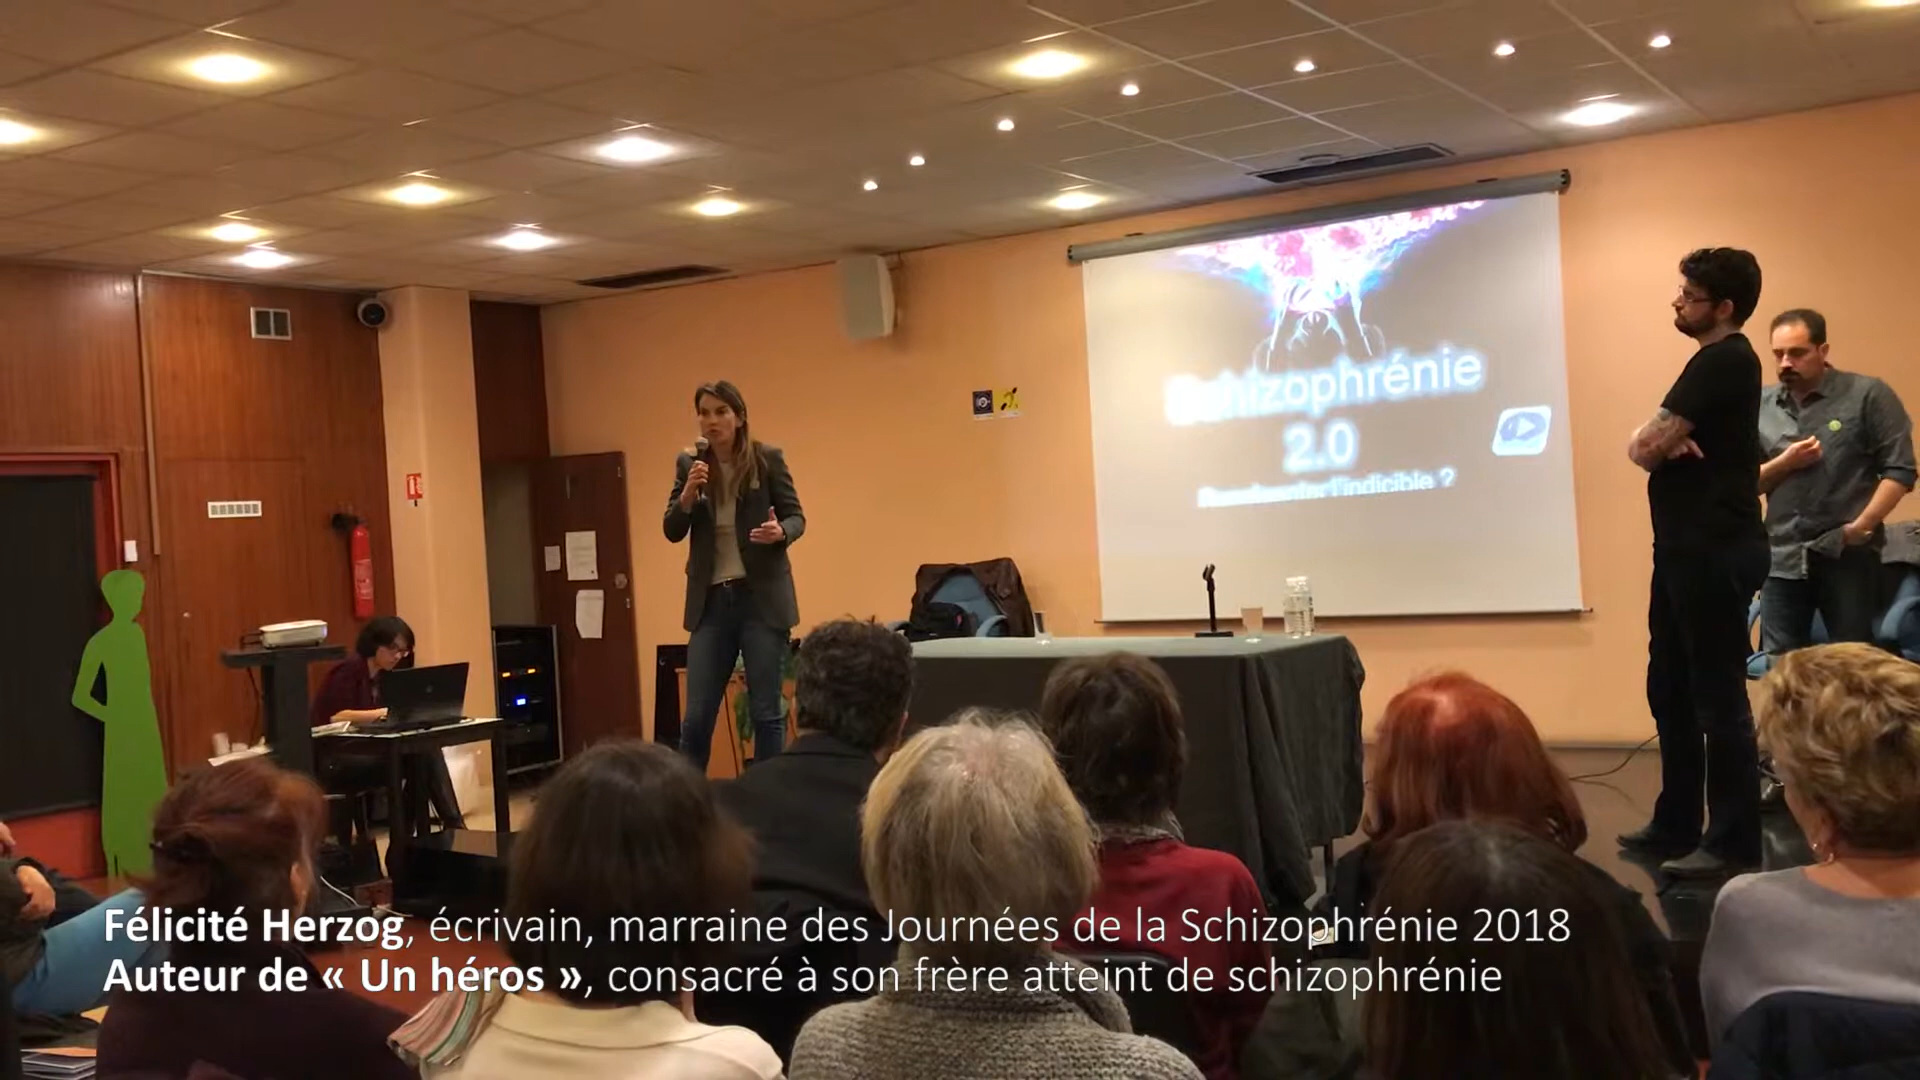 Schizophrénie
2.0
Représenter l'indicible ?
Félicité Herzog, écrivain, marraine des Journées de la Schizophrénie 2018
Auteur de « Un héros », consacré à son frère atteint de schizophrénie